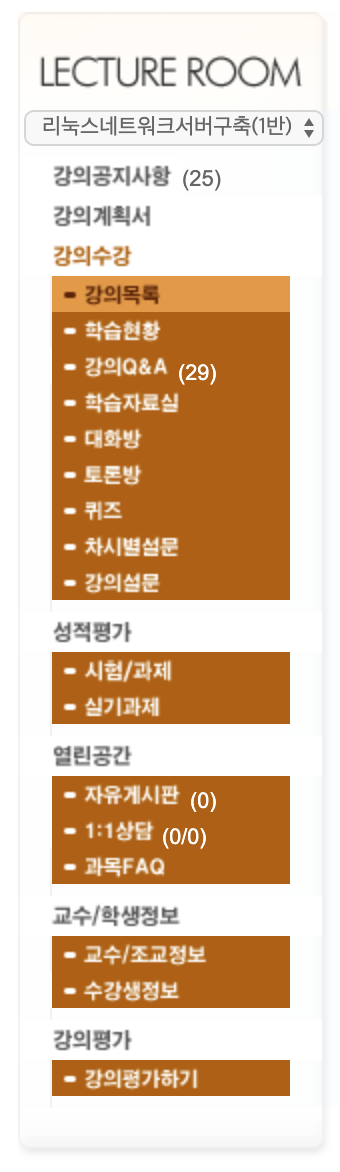 LECTURE ROOM
리눅스네트워크서버구축(1반)
강의공지사항 (25)
강의계획서
강의수강
강의목록
학습현황
강의Q&A (29)
학습자료실
대화방
토론방
퀴즈
차시별설문
강의설문
성적평가
시험/과제
실기과제
열린공간
자유게시판 (0)
1:1상담 (0/0)
과목FAQ
교수/학생정보
교수/조교정보
수강생정보
강의평가
강의평가하기